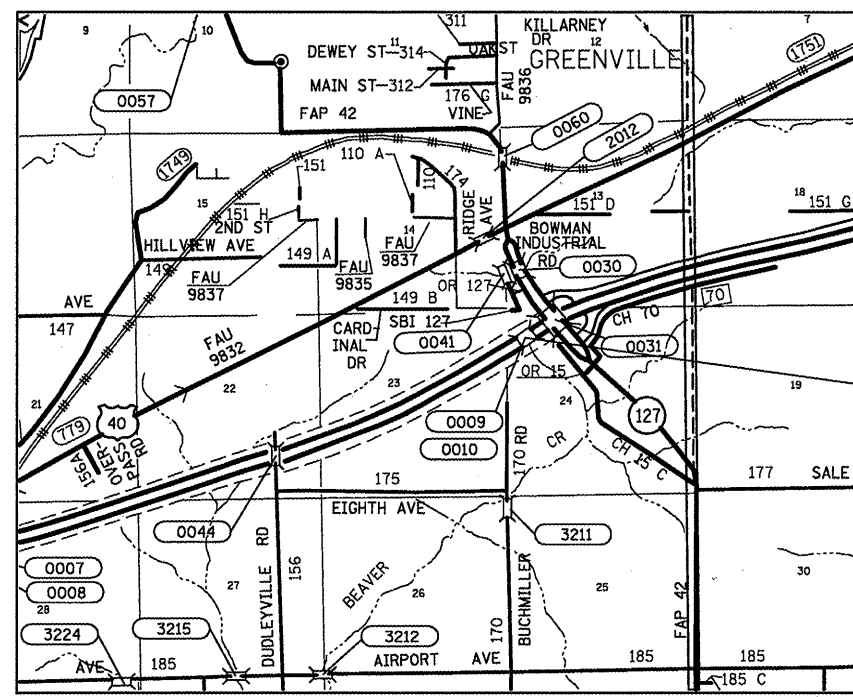 9
10
311
KILLARNEY
DR
12
7
DEWEY ST-314
11
OAK ST
GREENVILLE
1751
MAIN ST-312
176 G
VINE
FAU
9836
0057
FAP 42
0060
2012
1749
151
110 A
110
174
15
151 H
2ND ST
14
RIDGE
AVE
13
151 D
18
151 G
HILLVIEW AVE
149
149 A
FAU
9837
FAU
9835
FAU
9837
BOWMAN
INDUSTRIAL
RD
0030
OR 127
AVE
147
149 B
SBI 127
CARD-
INAL
DR
0041
CH 70
70
0031
FAU
9832
OR 15
22
23
24
19
21
779
40
156A
OVER-
PASS
RD
0009
0010
170 RD
CR
127
CH 15 C
175
177
SALE
EIGHTH AVE
0044
3211
0007
0008
27
DUDLEYVILLE RD
156
BEAVER
26
170
BUCHMILLER
25
FAP 42
30
28
3224
3215
3212
AVE
185
AIRPORT AVE
185
185
185 C